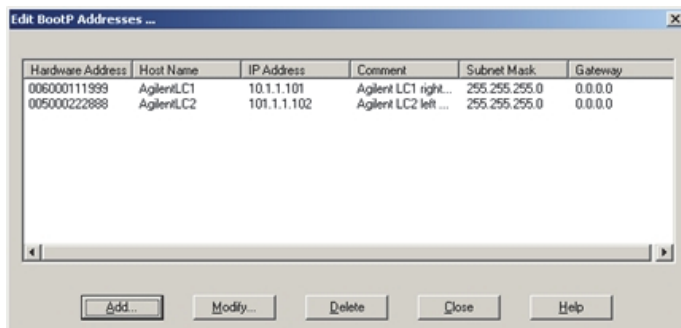 Edit BootP Addresses ...
Hardware Address Host Name IP Address Comment Subnet Mask Gateway
006000111999 AgilentLC1 10.1.1.101 Agilent LC1 right... 255.255.255.0 0.0.0.0
005000222888 AgilentLC2 101.1.1.102 Agilent LC2 left ... 255.255.255.0 0.0.0.0
Add... Modify... Delete Close Help